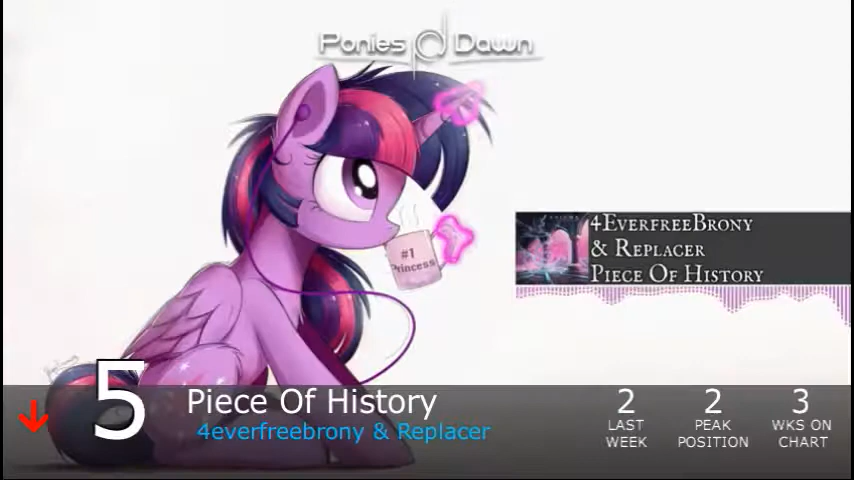 Ponies Dawn
#1
Princess
4EverfreeBrony
& Replacer
Piece Of History
5
Piece Of History
4everfreebrony & Replacer
2
LAST
WEEK
2
PEAK
POSITION
3
WKS ON
CHART